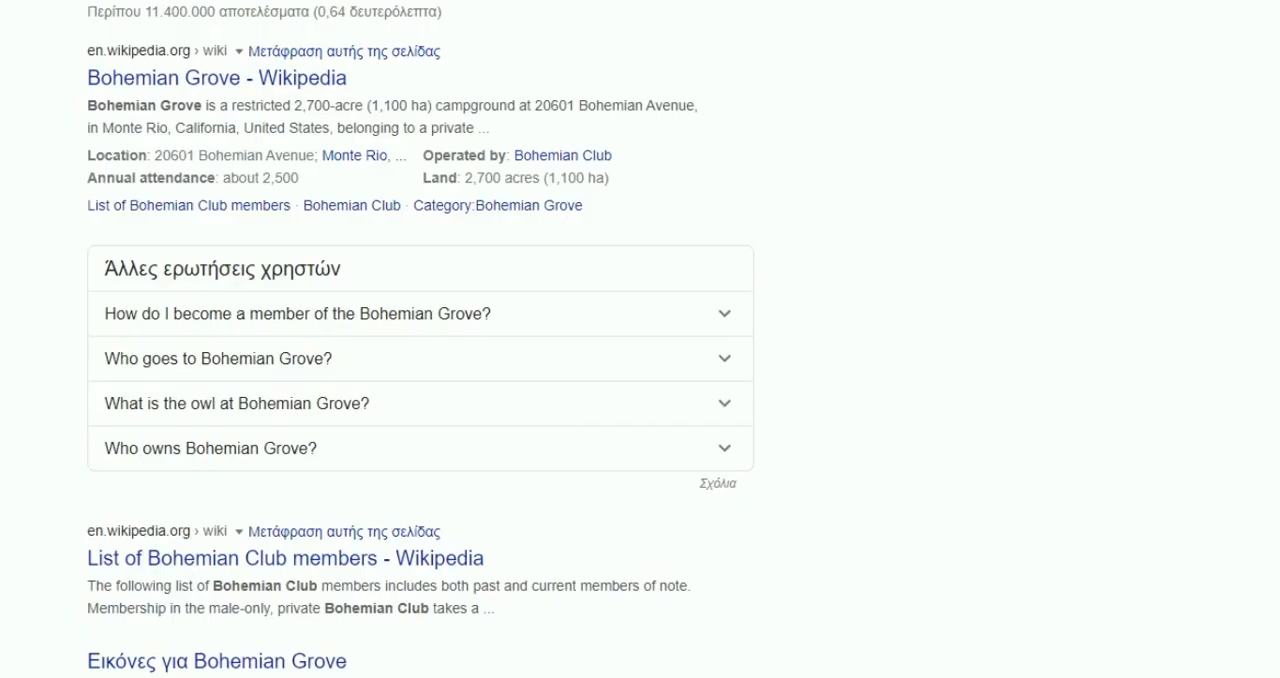 Περίπου 11.400.000 αποτελέσματα (0,64 δευτερόλεπτα)
en.wikipedia.org › wiki ▾ Μετάφραση αυτής της σελίδας
Bohemian Grove - Wikipedia
Bohemian Grove is a restricted 2,700-acre (1,100 ha) campground at 20601 Bohemian Avenue,
in Monte Rio, California, United States, belonging to a private ...
Location: 20601 Bohemian Avenue; Monte Rio, ... Operated by: Bohemian Club
Annual attendance: about 2,500 Land: 2,700 acres (1,100 ha)
List of Bohemian Club members · Bohemian Club · Category:Bohemian Grove
Άλλες ερωτήσεις χρηστών
How do I become a member of the Bohemian Grove?
Who goes to Bohemian Grove?
What is the owl at Bohemian Grove?
Who owns Bohemian Grove?
Σχόλια
en.wikipedia.org › wiki ▾ Μετάφραση αυτής της σελίδας
List of Bohemian Club members - Wikipedia
The following list of Bohemian Club members includes both past and current members of note.
Membership in the male-only, private Bohemian Club takes a ...
Εικόνες για Bohemian Grove